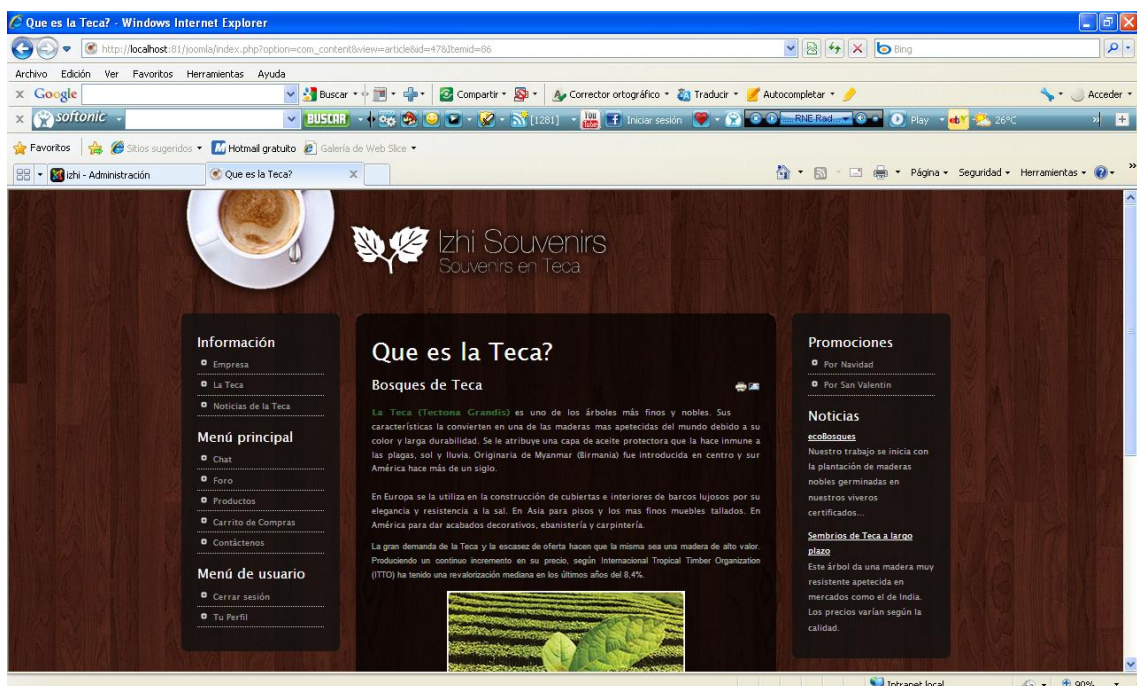 Que es la Teca? - Windows Internet Explorer
http://localhost:81/joomla/index.php?option=com_content&view=article&id=47&Itemid=86
Bing
Archivo Edición Ver Favoritos Herramientas Ayuda
x Google Buscar Compartir Corrector ortográfico Traducir Autocompletar Acceder
x softonic BUSCAR [1281] You Tube Iniciar sesión RNE Rad... Play eb 26°C
Favoritos Sitios sugeridos Hotmail gratuito Galería de Web Slice
izhi - Administración Que es la Teca? Página Seguridad Herramientas
Izhi Souvenirs
Souvenirs en Teca
Información
Empresa
La Teca
Noticias de la Teca
Menú principal
Chat
Foro
Productos
Carrito de Compras
Contáctenos
Menú de usuario
Cerrar sesión
Tu Perfil
Que es la Teca?
Bosques de Teca
La Teca (Tectona Grandis) es uno de los árboles más finos y nobles. Sus
características la convierten en una de las maderas mas apetecidas del mundo debido a su
color y larga durabilidad. Se le atribuye una capa de aceite protectora que la hace inmune a
las plagas, sol y lluvia. Originaria de Myanmar (Birmania) fue introducida en centro y sur
América hace más de un siglo.
En Europa se la utiliza en la construcción de cubiertas e interiores de barcos lujosos por su
elegancia y resistencia a la sal. En Asia para pisos y los mas finos muebles tallados. En
América para dar acabados decorativos, ebanistería y carpintería.
La gran demanda de la Teca y la escasez de oferta hacen que la misma sea una madera de alto valor.
Produciendo un continuo incremento en su precio, según Internacional Tropical Timber Organization
(ITTO) ha tenido una revalorización mediana en los últimos años del 8,4%.
Promociones
Por Navidad
Por San Valentin
Noticias
ecoBosques
Nuestro trabajo se inicia con
la plantación de maderas
nobles germinadas en
nuestros viveros
certificados...
Sembrios de Teca a largo
plazo
Este árbol da una madera muy
resistente apetecida en
mercados como el de India.
Los precios varían según la
calidad.
Intranet local 90%